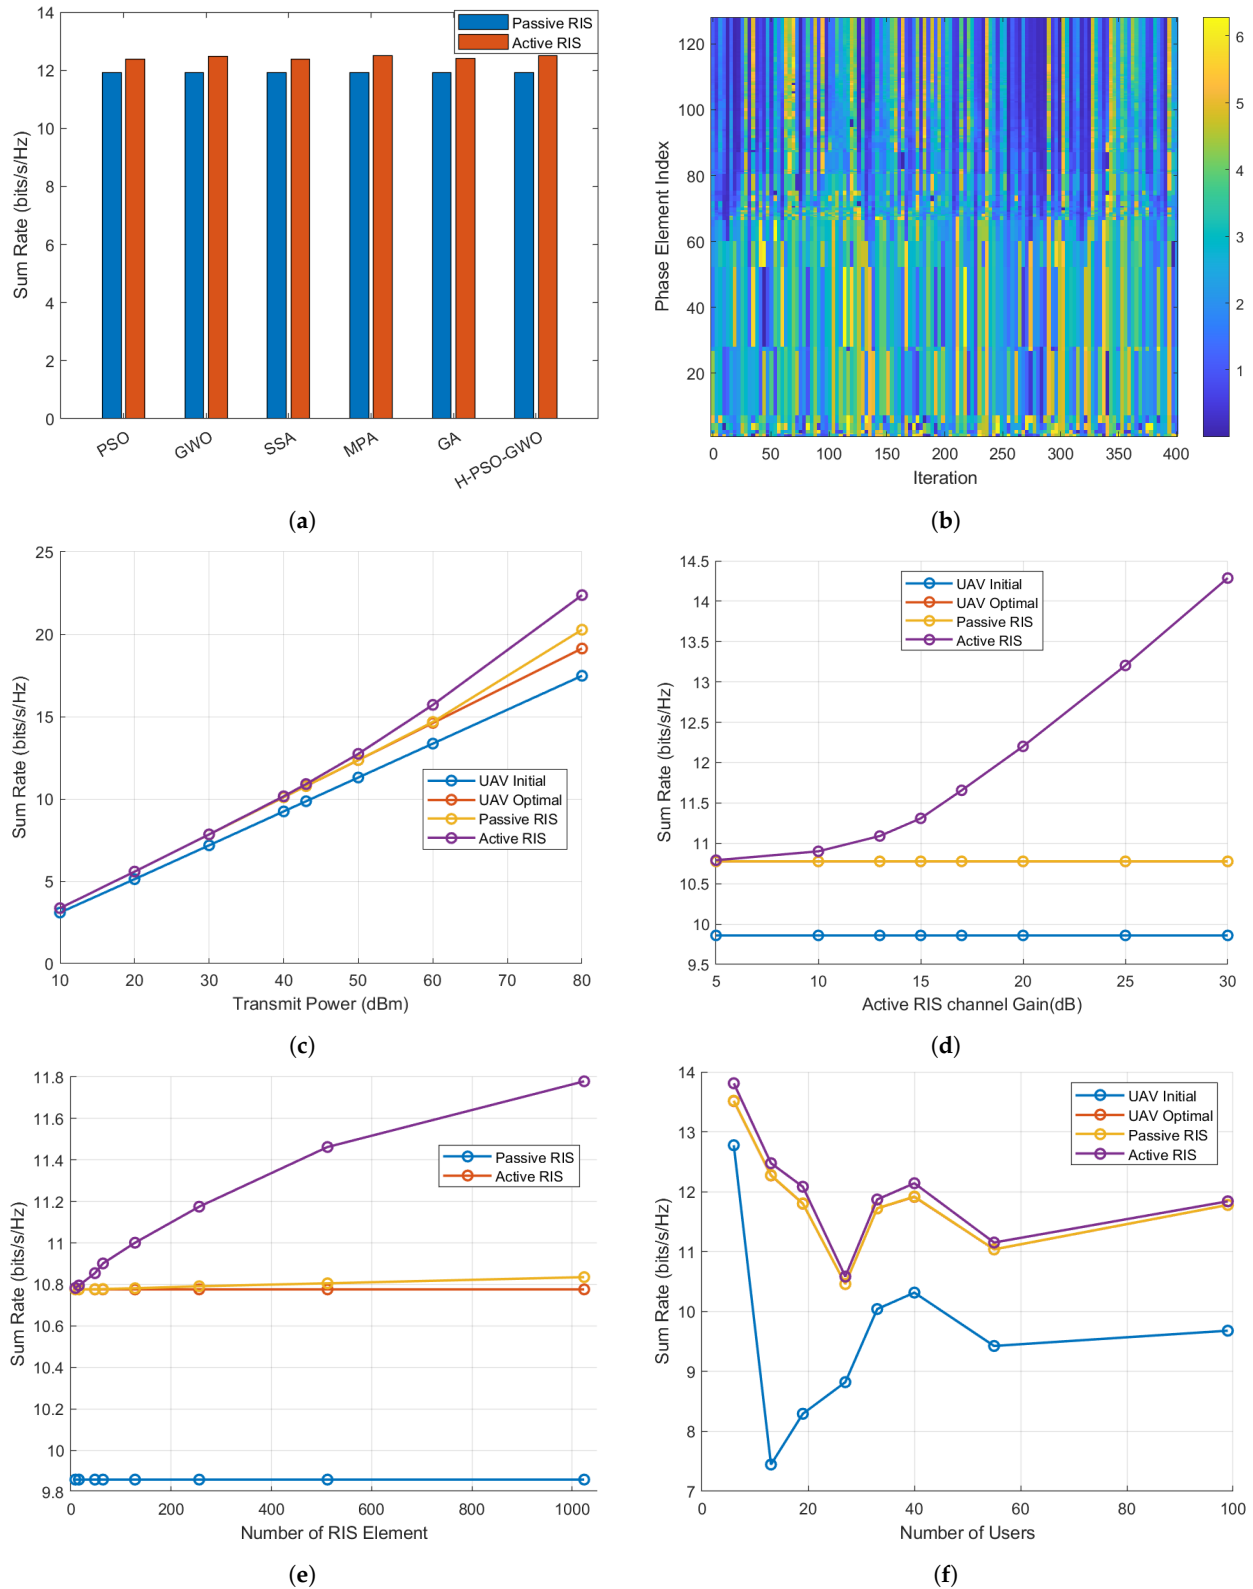 14
12
10
8
6
4
2
0
Sum Rate (bits/s/Hz)
Passive RIS
Active RIS
PSO
GWO
SSA
MPA
GA
H-PSO-GWO
(a)
120
100
80
60
40
20
Phase Element Index
0 50 100 150 200 250 300 350 400
Iteration
6
5
4
3
2
1
(b)
25
20
15
10
5
0
Sum Rate (bits/s/Hz)
UAV Initial
UAV Optimal
Passive RIS
Active RIS
10 20 30 40 50 60 70 80
Transmit Power (dBm)
(c)
14.5
14
13.5
13
12.5
12
11.5
11
10.5
10
9.5
Sum Rate (bits/s/Hz)
UAV Initial
UAV Optimal
Passive RIS
Active RIS
5 10 15 20 25 30
Active RIS channel Gain(dB)
(d)
11.8
11.6
11.4
11.2
11
10.8
10.6
10.4
10.2
10
9.8
Sum Rate (bits/s/Hz)
Passive RIS
Active RIS
0 200 400 600 800 1000
Number of RIS Element
(e)
14
13
12
11
10
9
8
7
Sum Rate (bits/s/Hz)
UAV Initial
UAV Optimal
Passive RIS
Active RIS
0 20 40 60 80 100
Number of Users
(f)